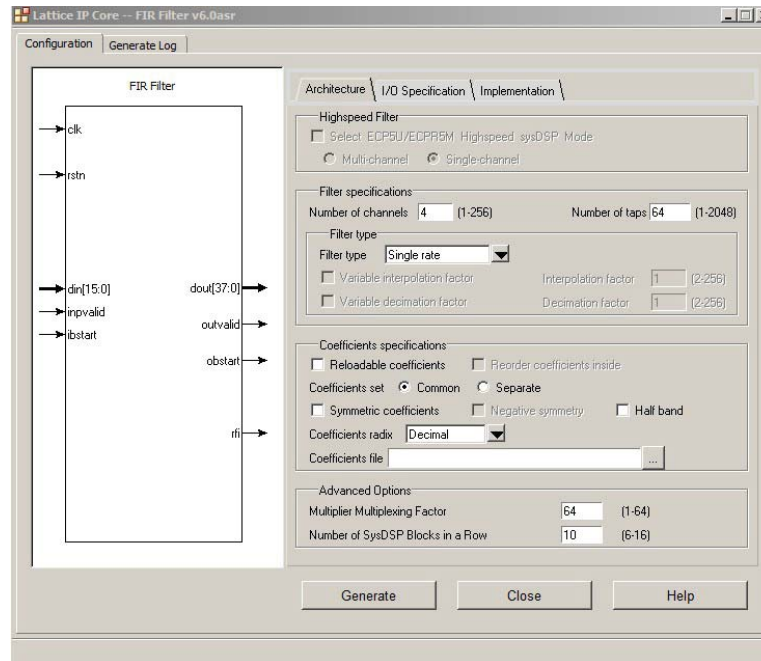 Lattice IP Core -- FIR Filter v6.0asr
Configuration Generate Log
FIR Filter
clk
rstn
din[15:0] dout[37:0]
inpvalid
outvalid
ibstart
obstart
rfi
Architecture I/O Specification Implementation
Highspeed Filter
Select ECP5U/ECPR5M Highspeed sysDSP Mode
Multi-channel Single-channel
Filter specifications
Number of channels 4 (1-256) Number of taps 64 (1-2048)
Filter type
Filter type Single rate
Variable interpolation factor Interpolation factor 1 (2-256)
Variable decimation factor Decimation factor 1 (2-256)
Coefficients specifications
Reloadable coefficients Reorder coefficients inside
Coefficients set Common Separate
Symmetric coefficients Negative symmetry Half band
Coefficients radix Decimal
Coefficients file ...
Advanced Options
Multiplier Multiplexing Factor 64 (1-64)
Number of SysDSP Blocks in a Row 10 (6-16)
Generate Close Help